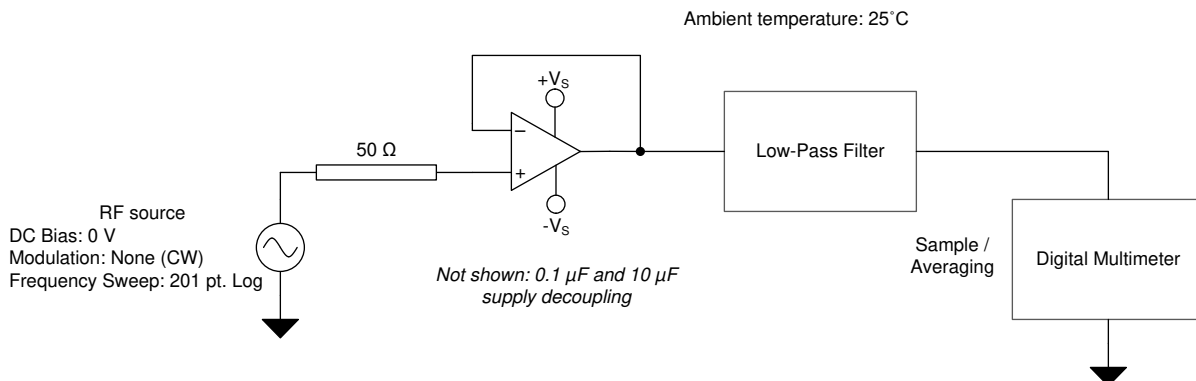 Ambient temperature: 25˚C
+VS
−
50 Ω
+
Low-Pass Filter
-VS
RF source
DC Bias: 0 V
Modulation: None (CW)
Frequency Sweep: 201 pt. Log
Not shown: 0.1 µF and 10 µF
supply decoupling
Sample /
Averaging
Digital Multimeter